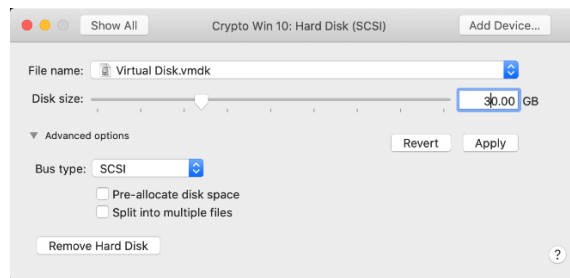 Show All Crypto Win 10: Hard Disk (SCSI) Add Device...
File name: Virtual Disk.vmdk
Disk size: 30.00 GB
Advanced options
Revert Apply
Bus type: SCSI
Pre-allocate disk space
Split into multiple files
Remove Hard Disk
?